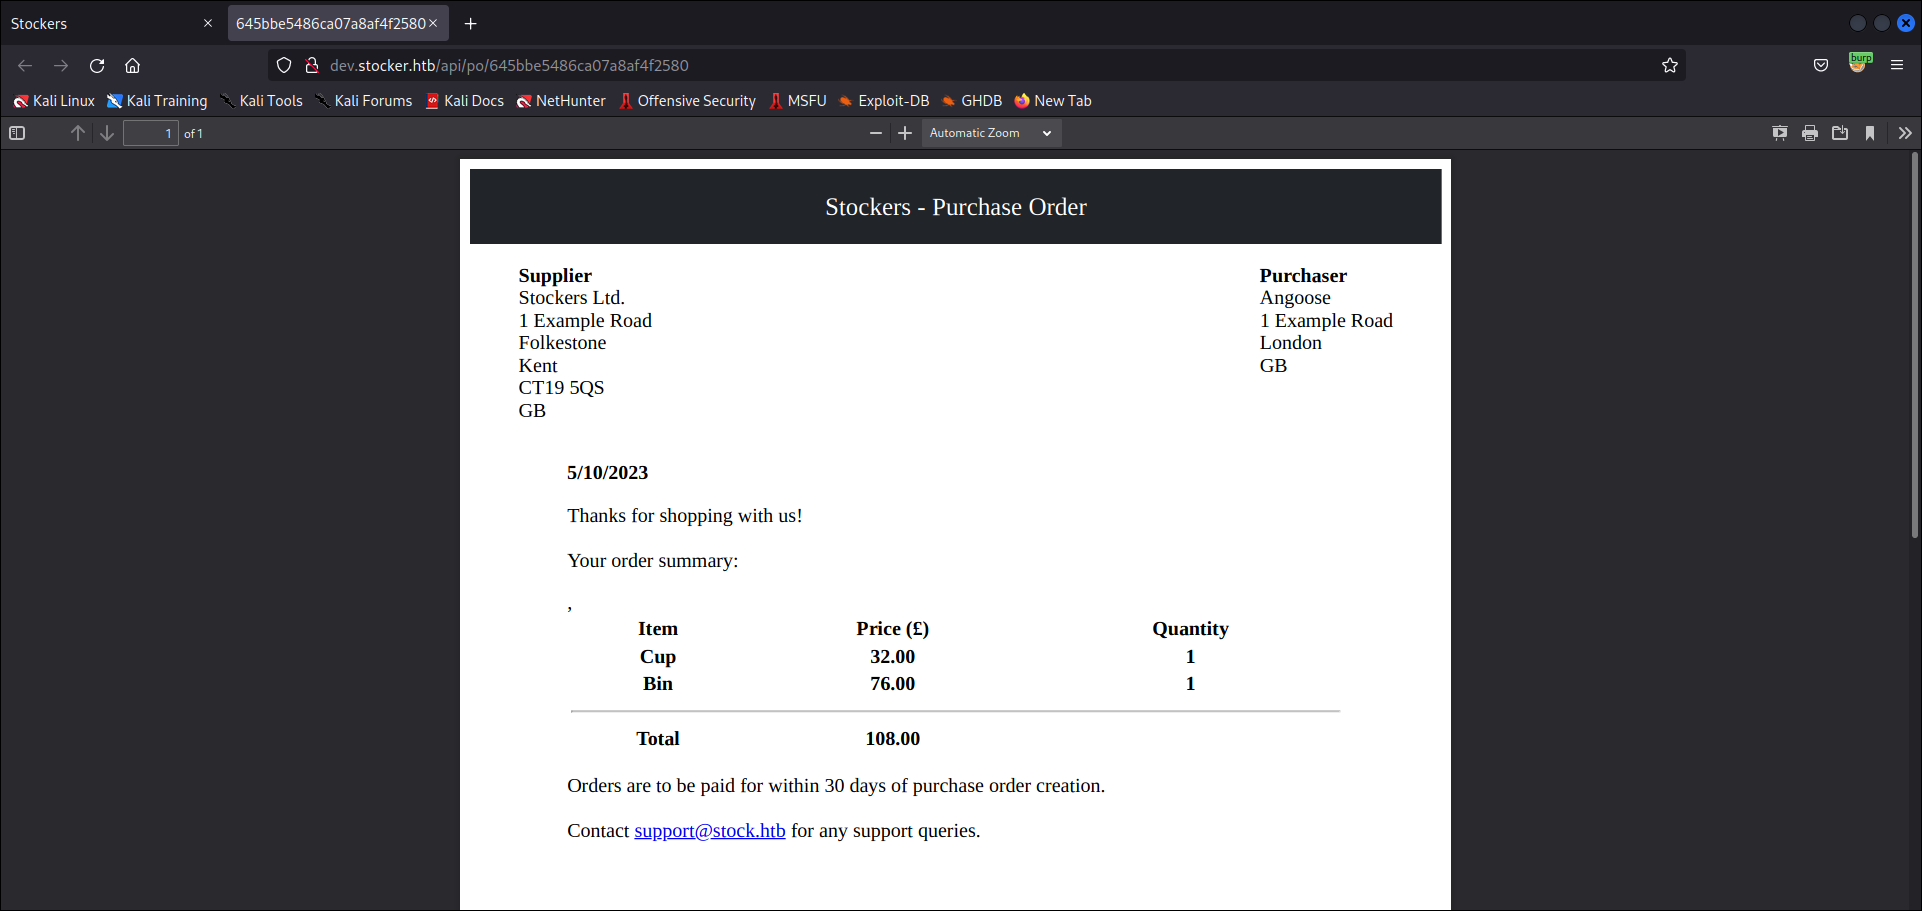 Stockers
645bbe5486ca07a8af4f2580
dev.stocker.htb/api/po/645bbe5486ca07a8af4f2580
burp
Kali Linux Kali Training Kali Tools Kali Forums Kali Docs NetHunter Offensive Security MSFU Exploit-DB GHDB New Tab
1 of 1 Automatic Zoom
Stockers - Purchase Order
Supplier
Stockers Ltd.
1 Example Road
Folkestone
Kent
CT19 5QS
GB
Purchaser
Angoose
1 Example Road
London
GB
5/10/2023
Thanks for shopping with us!
Your order summary:
,
Item Price (£) Quantity
Cup 32.00 1
Bin 76.00 1
Total 108.00
Orders are to be paid for within 30 days of purchase order creation.
Contact support@stock.htb for any support queries.